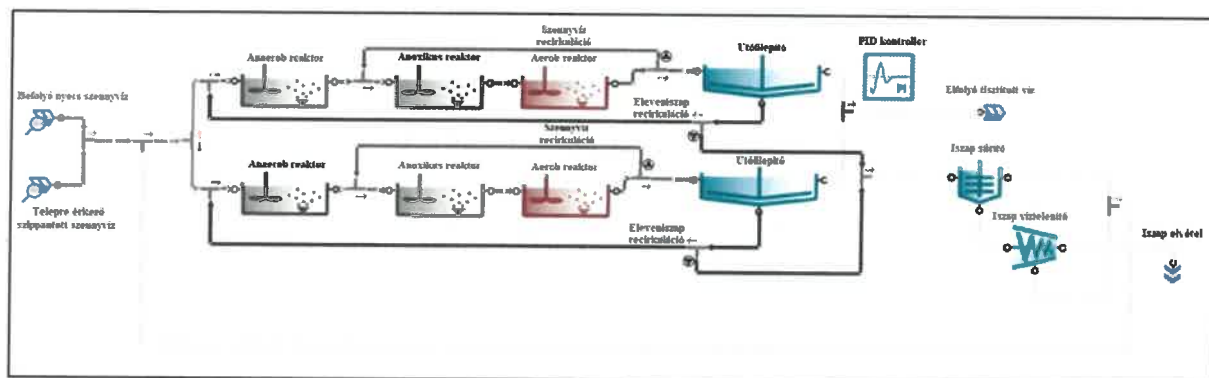 Szennyvíz
recirkuláció
Anaerob reaktor
Anoxikus reaktor
Aerob reaktor
Utóülepítő
PID kontroller
Befolyó nyers szennyvíz
Elfolyó tisztított víz
Eleveniszap
recirkuláció
PI
Szennyvíz
recirkuláció
Iszap sűrítő
Anaerob reaktor
Anoxikus reaktor
Aerob reaktor
Utóülepítő
Telepre érkező
szippantott szennyvíz
Iszap víztelenítő
Eleveniszap
recirkuláció
Iszap elvétel